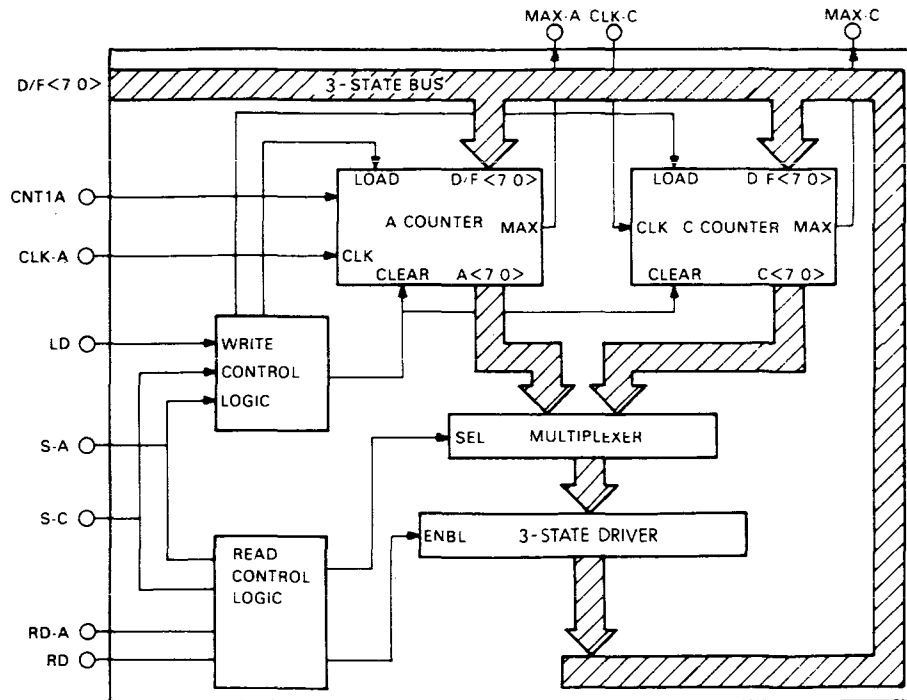 MAX-A CLK-C MAX-C
D/F<7 0>
3-STATE BUS
LOAD D/F<7 0>
LOAD D F<7 0>
CNT1A
A COUNTER MAX
CLK C COUNTER MAX
CLK-A
CLK
CLEAR A<7 0>
CLEAR C<7 0>
LD
WRITE
CONTROL
LOGIC
S-A
SEL MULTIPLEXER
S-C
ENBL 3-STATE DRIVER
READ
CONTROL
LOGIC
RD-A
RD